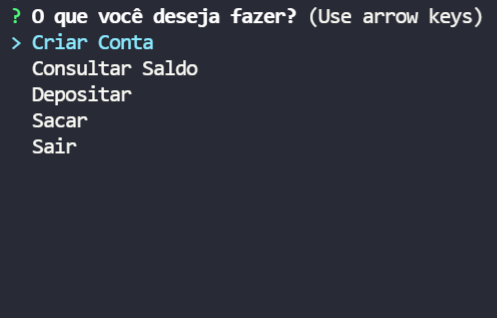 ? O que você deseja fazer? (Use arrow keys)
> Criar Conta
Consultar Saldo
Depositar
Sacar
Sair